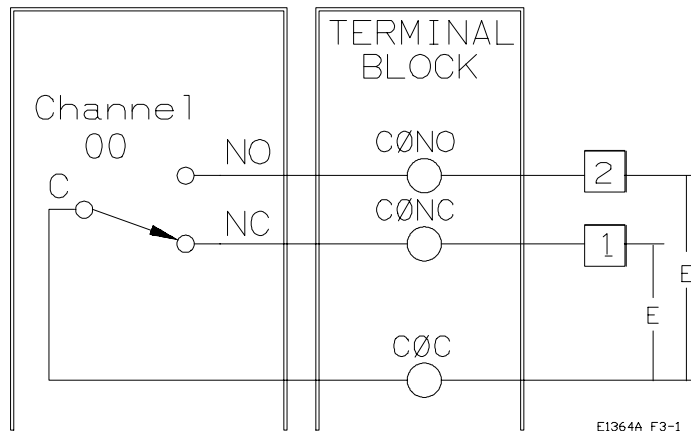 TERMINAL
BLOCK
Channel
00
NO
CØNO
2
C
NC
CØNC
1
E
E
CØC
E1364A F3-1